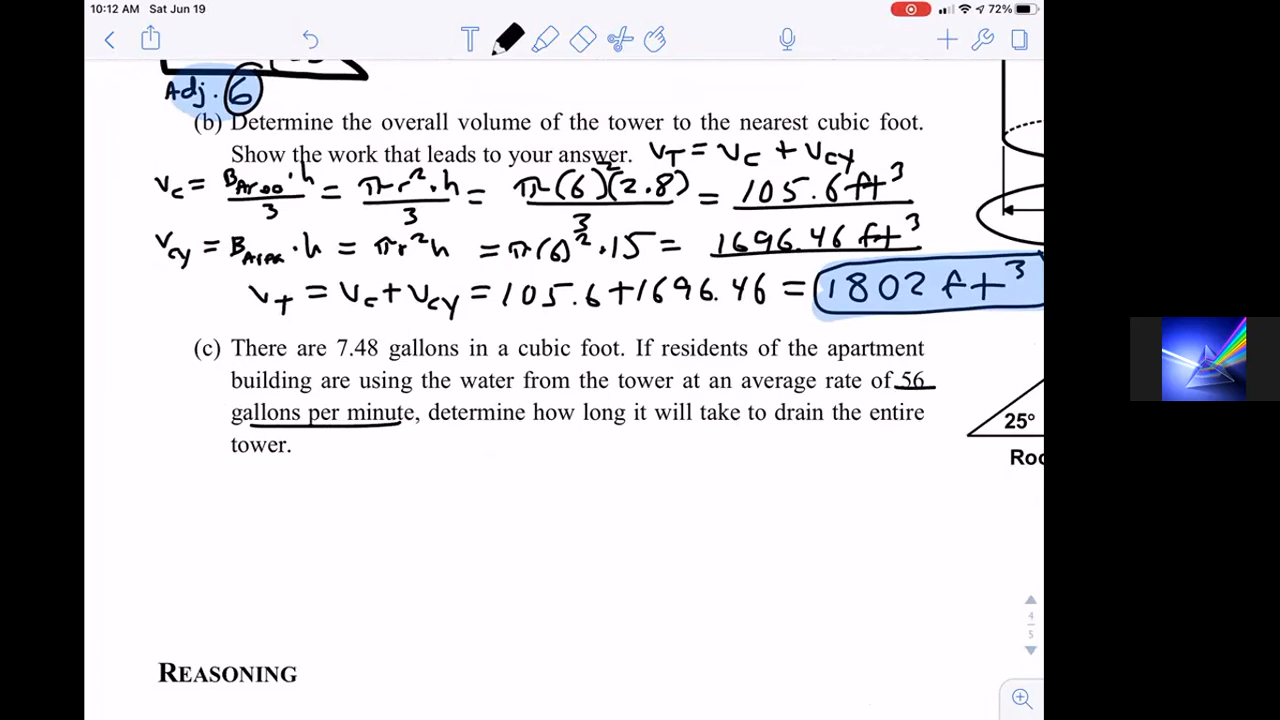 10:12 AM Sat Jun 19
72%
Adj. 6
(b) Determine the overall volume of the tower to the nearest cubic foot.
Show the work that leads to your answer. VT = Vc + Vcy
Vc = BArea · h / 3 = πr² · h / 3 = π(6)²(2.8) / 3 = 105.6 ft³
Vcy = BArea · h = πr²h = π(6)² · 15 = 1696.46 ft³
VT = Vc + Vcy = 105.6 + 1696.46 = 1802 ft³
(c) There are 7.48 gallons in a cubic foot. If residents of the apartment
building are using the water from the tower at an average rate of 56
gallons per minute, determine how long it will take to drain the entire
tower.
25°
Roo
4
5
REASONING